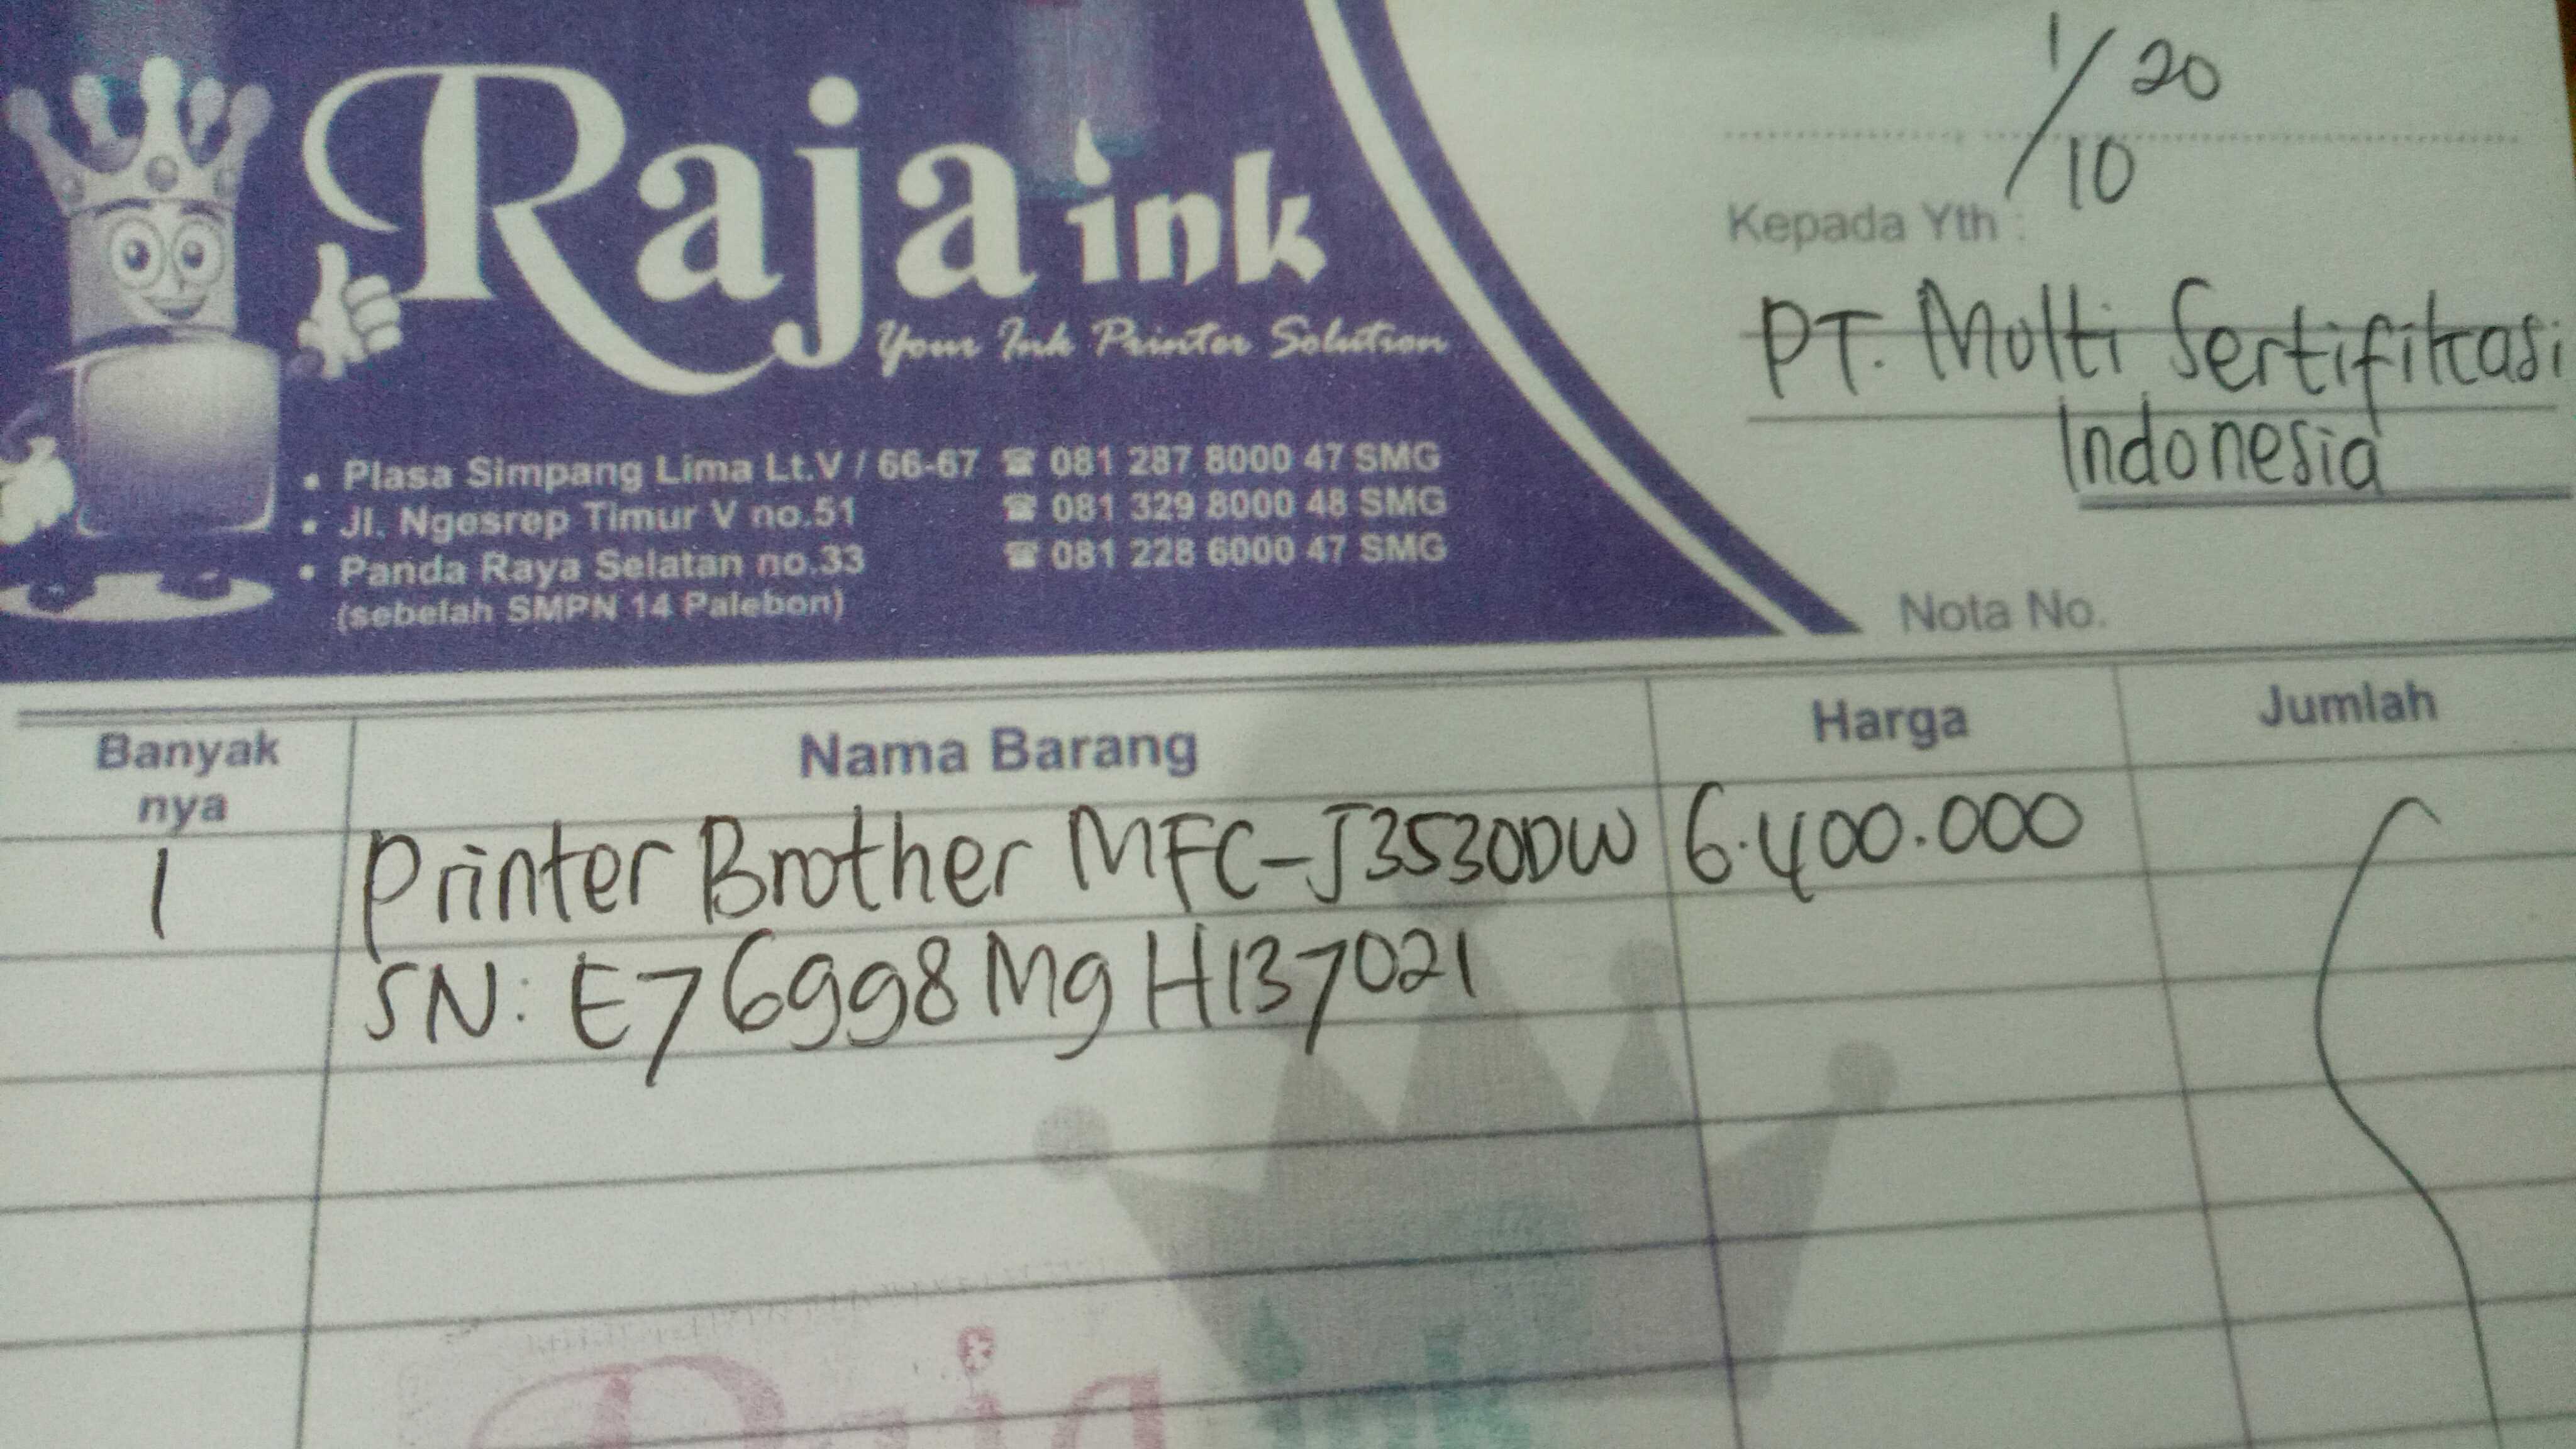 Raja ink
Your Ink Printer Solution
• Plasa Simpang Lima Lt.V / 66-67 ☎ 081 287 8000 47 SMG
• Jl. Ngesrep Timur V no.51 ☎ 081 329 8000 48 SMG
• Panda Raya Selatan no.33 ☎ 081 228 6000 47 SMG
(sebelah SMPN 14 Palebon)
1/10 20
Kepada Yth :
PT. Multi Sertifikasi
Indonesia
Nota No.
Banyak nya Nama Barang Harga Jumlah
1 Printer Brother MFC-J3530DW 6.400.000
SN: E76998M9H137021
Raja ink